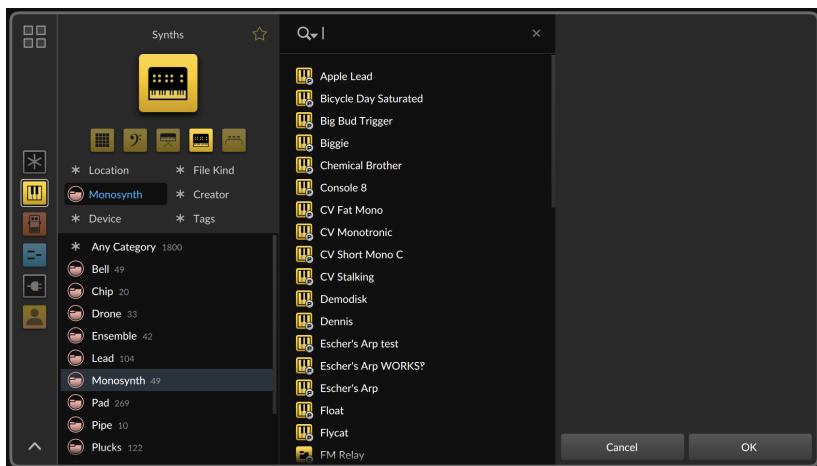 Synths
Location
File Kind
Monosynth
Creator
Device
Tags
Any Category 1800
Bell 49
Chip 20
Drone 33
Ensemble 42
Lead 104
Monosynth 49
Pad 269
Pipe 10
Plucks 122
Apple Lead
Bicycle Day Saturated
Big Bud Trigger
Biggie
Chemical Brother
Console 8
CV Fat Mono
CV Monotronic
CV Short Mono C
CV Stalking
Demodisk
Dennis
Escher's Arp test
Escher's Arp WORKS‽
Escher's Arp
Float
Flycat
FM Relay
Cancel
OK